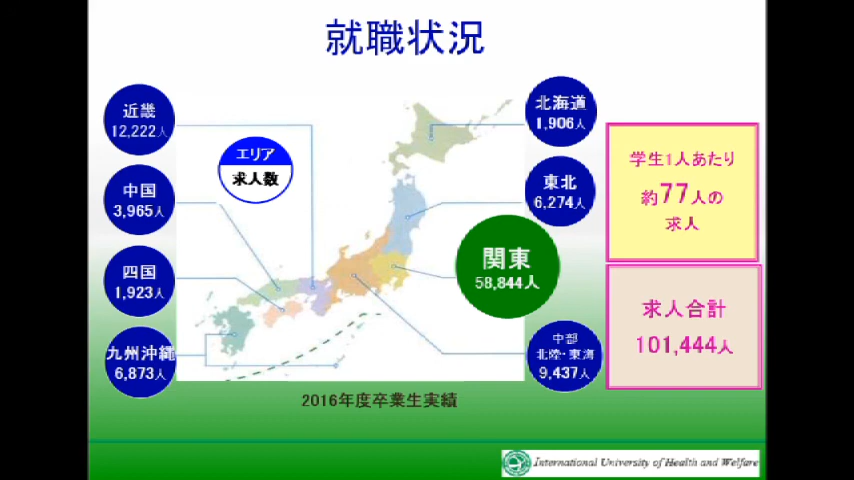 就職状況
近畿
12,222人
中国
3,965人
四国
1,923人
九州沖縄
6,873人
エリア
求人数
北海道
1,906人
東北
6,274人
関東
58,844人
中部
北陸・東海
9,437人
学生1人あたり
約77人の
求人
求人合計
101,444人
2016年度卒業生実績
International University of Health and Welfare